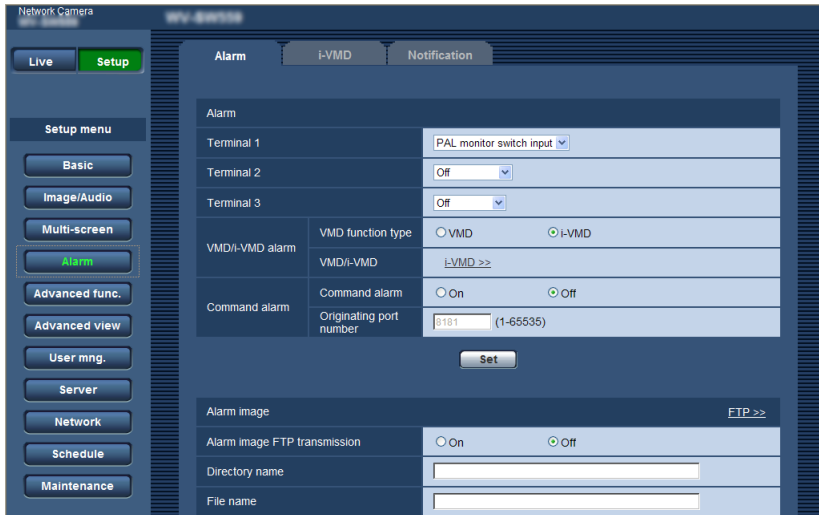 Network Camera
Live
Setup
Setup menu
Basic
Image/Audio
Multi-screen
Alarm
Advanced func.
Advanced view
User mng.
Server
Network
Schedule
Maintenance
WV-SW559
Alarm
i-VMD
Notification
Alarm
Terminal 1
PAL monitor switch input
Terminal 2
Off
Terminal 3
Off
VMD/i-VMD alarm
VMD function type
VMD
i-VMD
VMD/i-VMD
i-VMD >>
Command alarm
Command alarm
On
Off
Originating port number
8181
(1-65535)
Set
Alarm image
FTP >>
Alarm image FTP transmission
On
Off
Directory name
File name